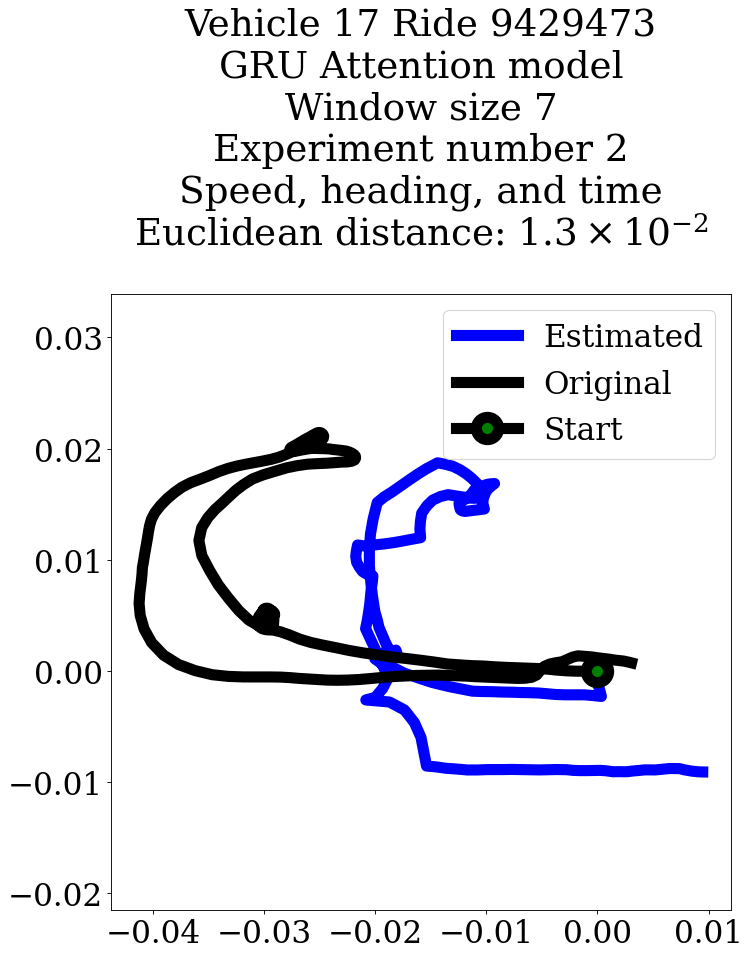 Vehicle 17 Ride 9429473
GRU Attention model
Window size 7
Experiment number 2
Speed, heading, and time
Euclidean distance: 1.3 × 10⁻²
Estimated
Original
Start
0.03
0.02
0.01
0.00
−0.01
−0.02
−0.04 −0.03 −0.02 −0.01 0.00 0.01